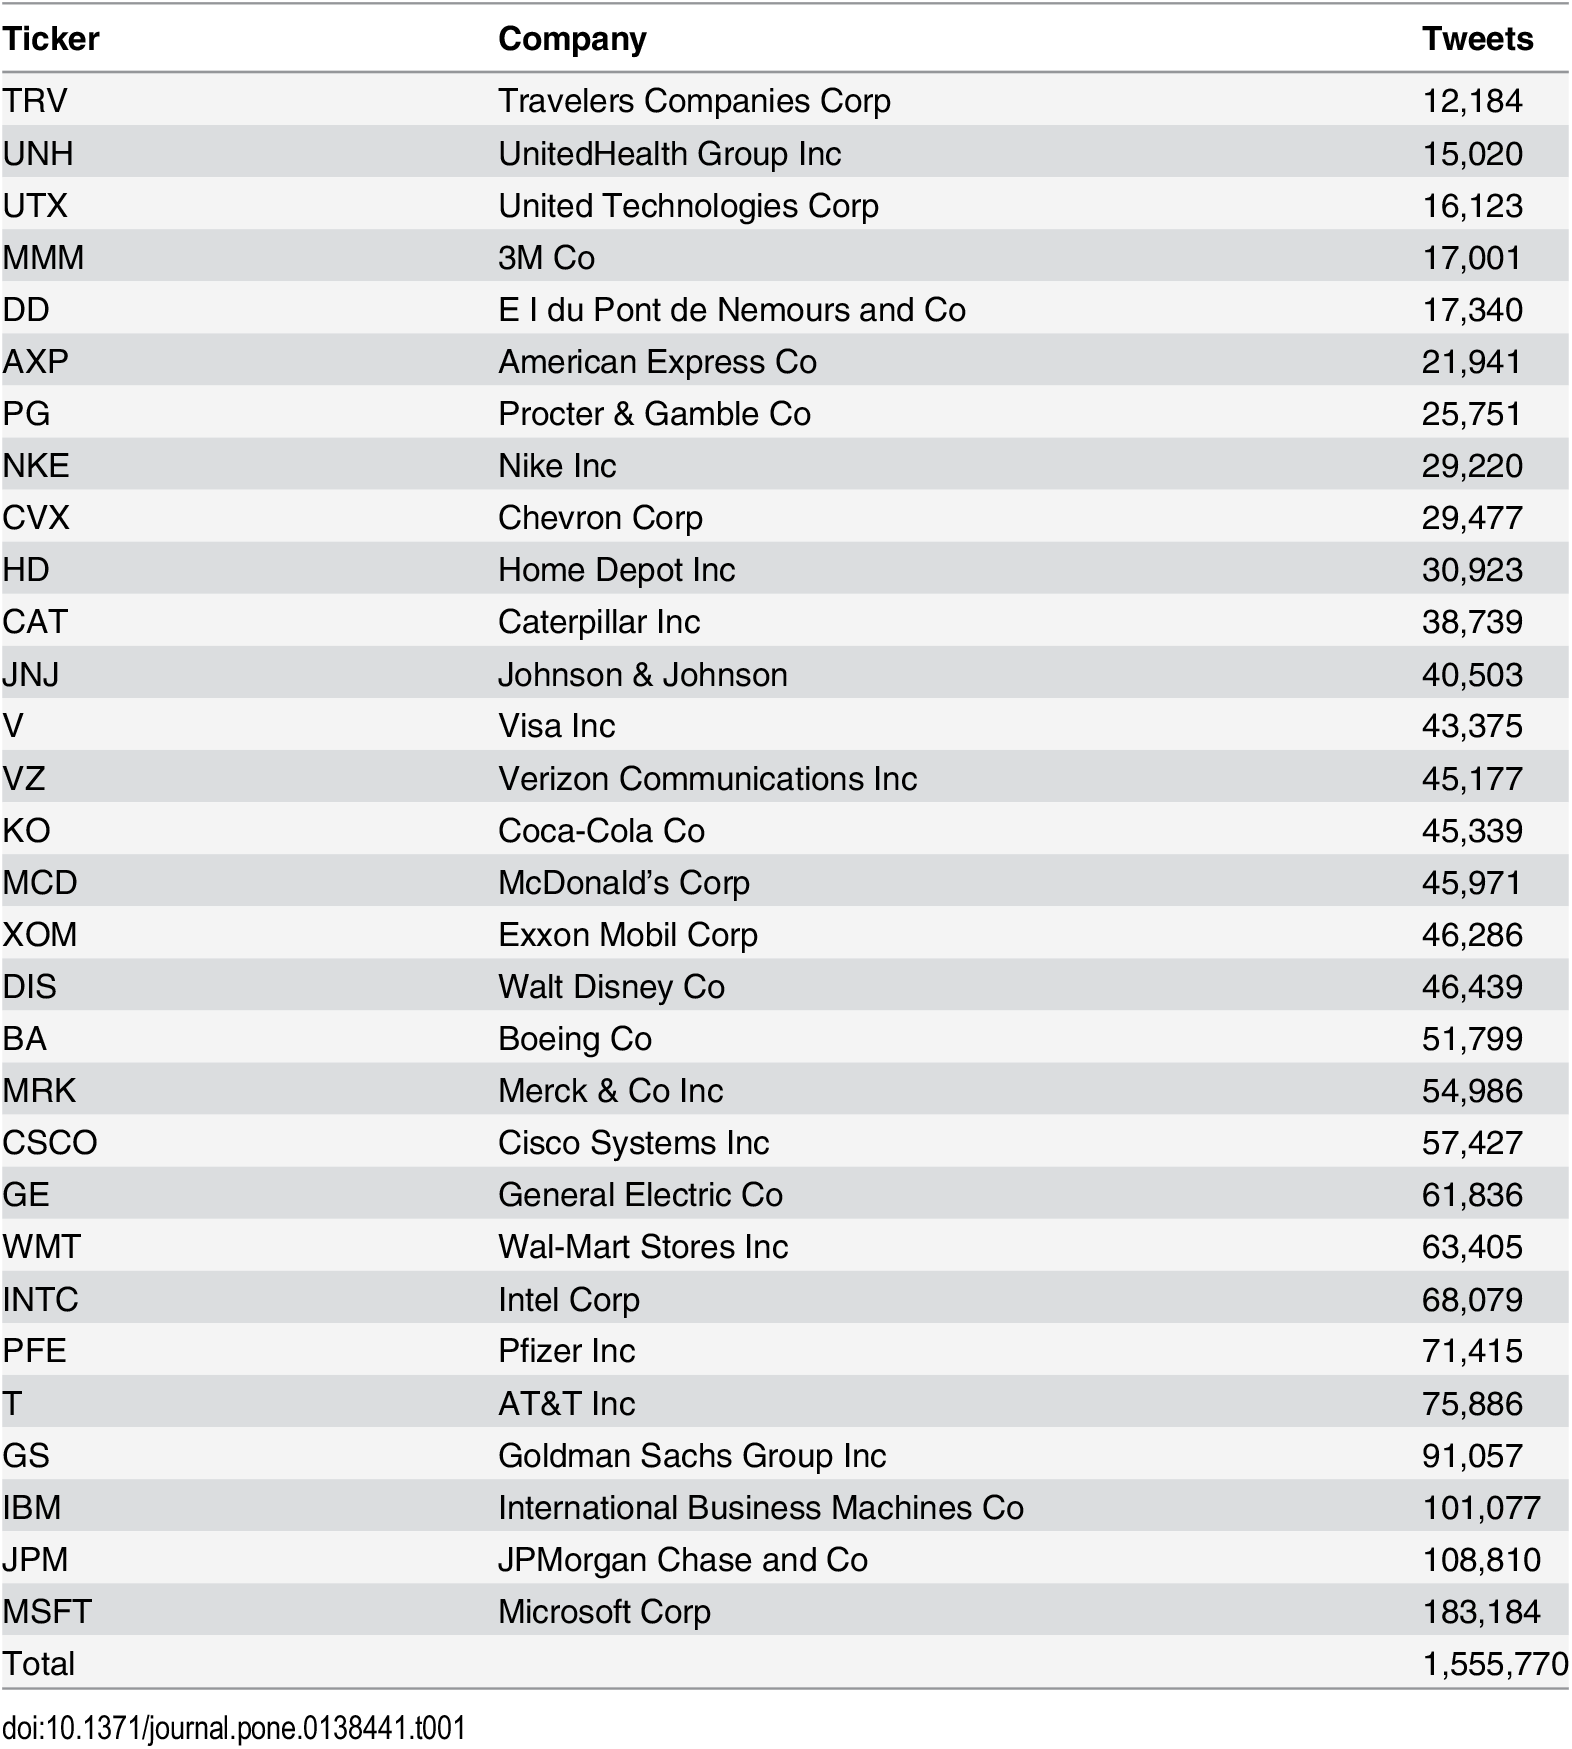 Ticker Company Tweets
TRV Travelers Companies Corp 12,184
UNH UnitedHealth Group Inc 15,020
UTX United Technologies Corp 16,123
MMM 3M Co 17,001
DD E I du Pont de Nemours and Co 17,340
AXP American Express Co 21,941
PG Procter & Gamble Co 25,751
NKE Nike Inc 29,220
CVX Chevron Corp 29,477
HD Home Depot Inc 30,923
CAT Caterpillar Inc 38,739
JNJ Johnson & Johnson 40,503
V Visa Inc 43,375
VZ Verizon Communications Inc 45,177
KO Coca-Cola Co 45,339
MCD McDonald’s Corp 45,971
XOM Exxon Mobil Corp 46,286
DIS Walt Disney Co 46,439
BA Boeing Co 51,799
MRK Merck & Co Inc 54,986
CSCO Cisco Systems Inc 57,427
GE General Electric Co 61,836
WMT Wal-Mart Stores Inc 63,405
INTC Intel Corp 68,079
PFE Pfizer Inc 71,415
T AT&T Inc 75,886
GS Goldman Sachs Group Inc 91,057
IBM International Business Machines Co 101,077
JPM JPMorgan Chase and Co 108,810
MSFT Microsoft Corp 183,184
Total 1,555,770
doi:10.1371/journal.pone.0138441.t001